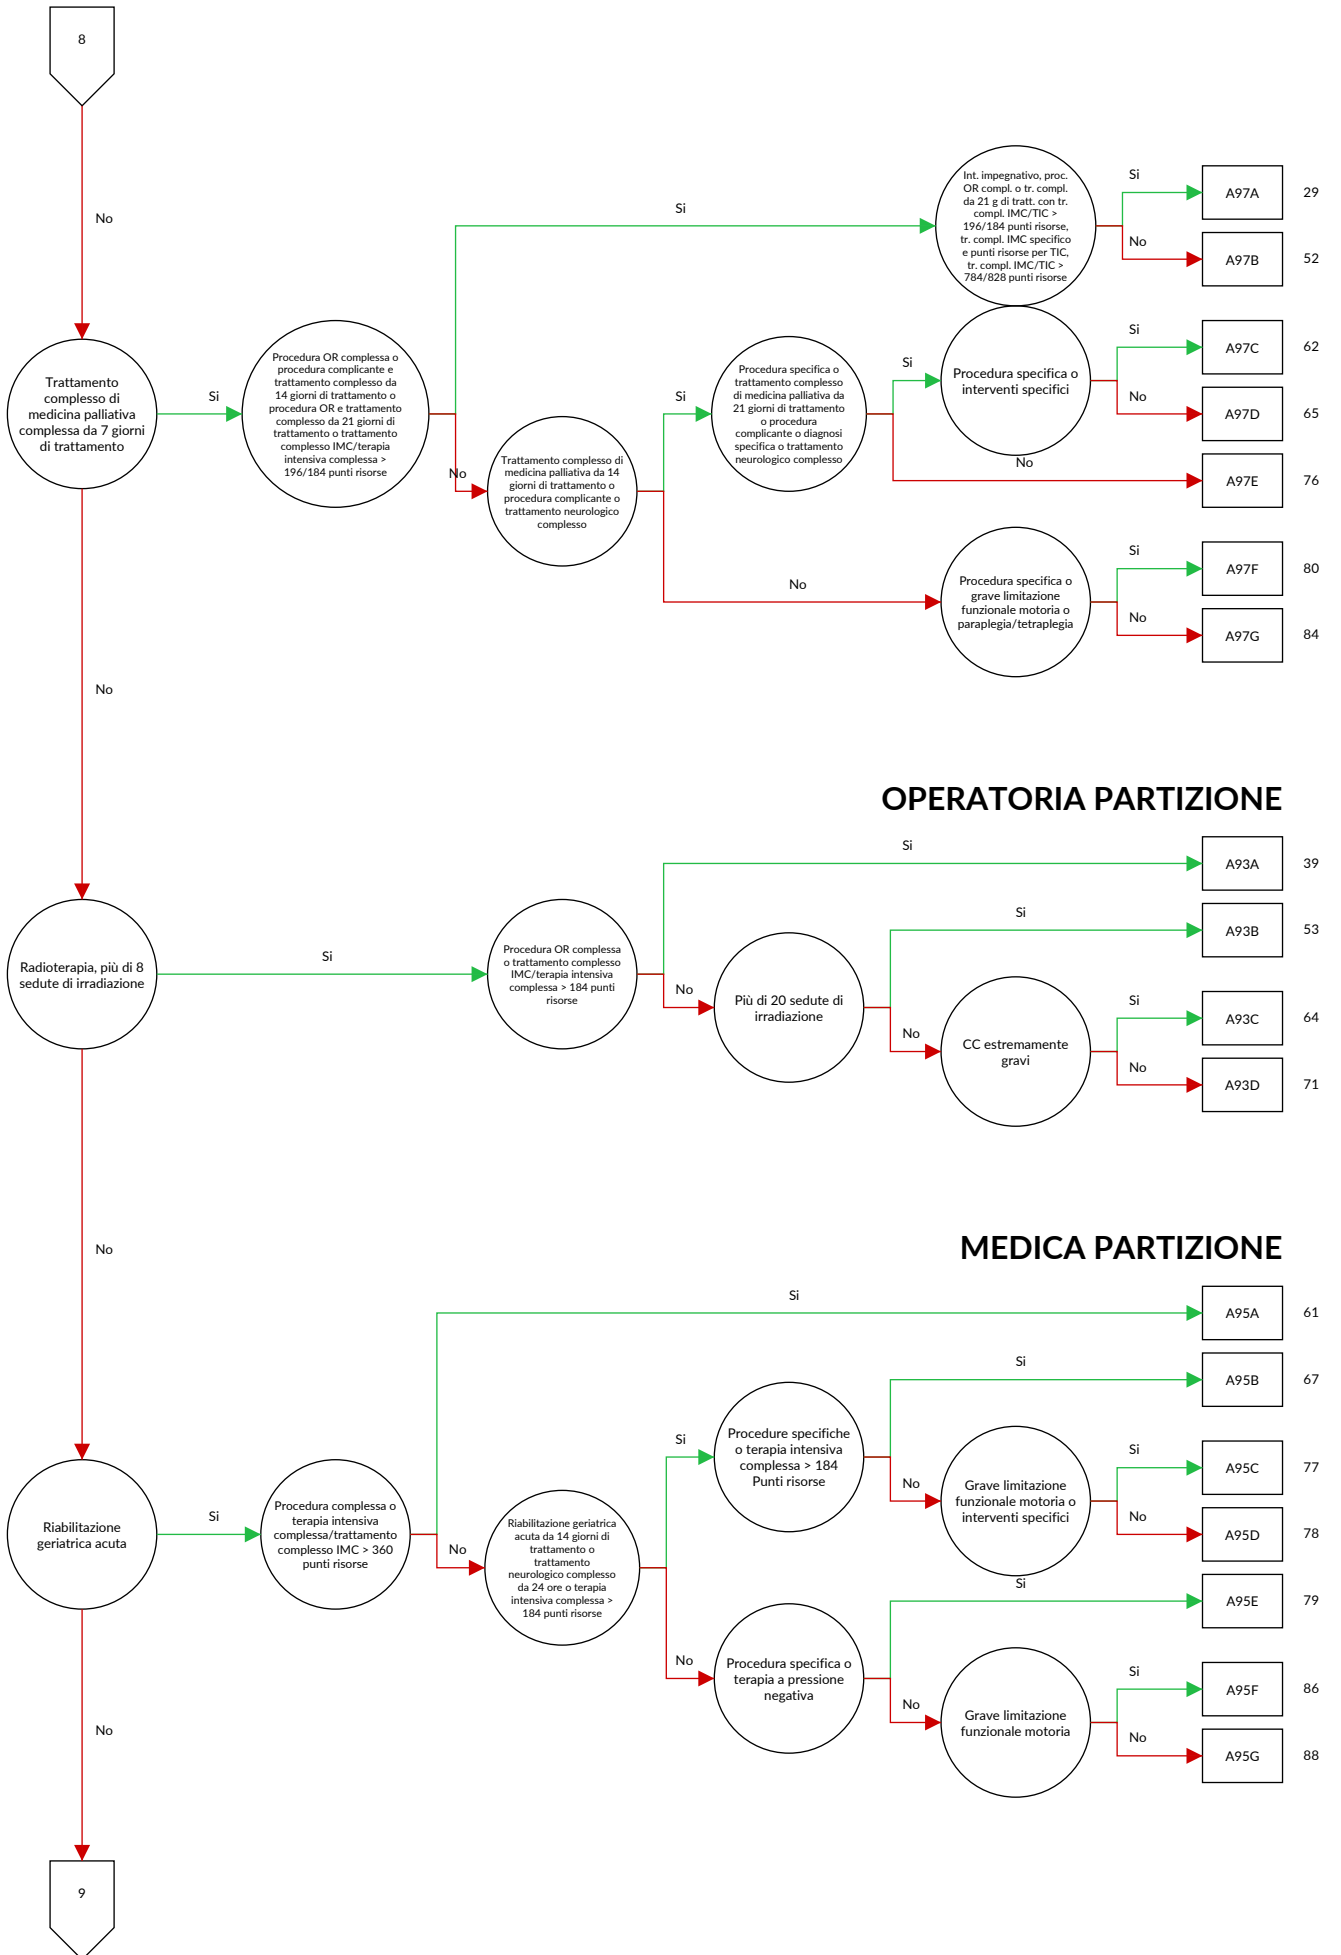 8
No
Si
Int. impegnativo, proc.
OR compl. o tr. compl.
da 21 g di tratt. con tr.
compl. IMC/TIC >
196/184 punti risorse,
tr. compl. IMC specifico
e punti risorse per TIC,
tr. compl. IMC/TIC >
784/828 punti risorse
Si
A97A
29
No
A97B
52
Trattamento
complesso di
medicina palliativa
complessa da 7 giorni
di trattamento
Si
Procedura OR complessa o
procedura complicante e
trattamento complesso da
14 giorni di trattamento o
procedura OR e trattamento
complesso da 21 giorni di
trattamento o trattamento
complesso IMC/terapia
intensiva complessa >
196/184 punti risorse
No
Trattamento complesso di
medicina palliativa da 14
giorni di trattamento o
procedura complicante o
trattamento neurologico
complesso
Si
Procedura specifica o
trattamento complesso
di medicina palliativa da
21 giorni di trattamento
o procedura
complicante o diagnosi
specifica o trattamento
neurologico complesso
Si
Procedura specifica o
interventi specifici
Si
A97C
62
No
A97D
65
No
A97E
76
No
Procedura specifica o
grave limitazione
funzionale motoria o
paraplegia/tetraplegia
Si
A97F
80
No
A97G
84
No
OPERATORIA PARTIZIONE
Radioterapia, più di 8
sedute di irradiazione
Si
Procedura OR complessa
o trattamento complesso
IMC/terapia intensiva
complessa > 184 punti
risorse
Si
A93A
39
No
Più di 20 sedute di
irradiazione
Si
A93B
53
No
CC estremamente
gravi
Si
A93C
64
No
A93D
71
No
MEDICA PARTIZIONE
Riabilitazione
geriatrica acuta
Si
Procedura complessa o
terapia intensiva
complessa/trattamento
complesso IMC > 360
punti risorse
Si
A95A
61
No
Riabilitazione geriatrica
acuta da 14 giorni di
trattamento o
trattamento
neurologico complesso
da 24 ore o terapia
intensiva complessa >
184 punti risorse
Si
Procedure specifiche
o terapia intensiva
complessa > 184
Punti risorse
Si
A95B
67
No
Grave limitazione
funzionale motoria o
interventi specifici
Si
A95C
77
No
A95D
78
No
Procedura specifica o
terapia a pressione
negativa
Si
A95E
79
No
Grave limitazione
funzionale motoria
Si
A95F
86
No
A95G
88
No
9